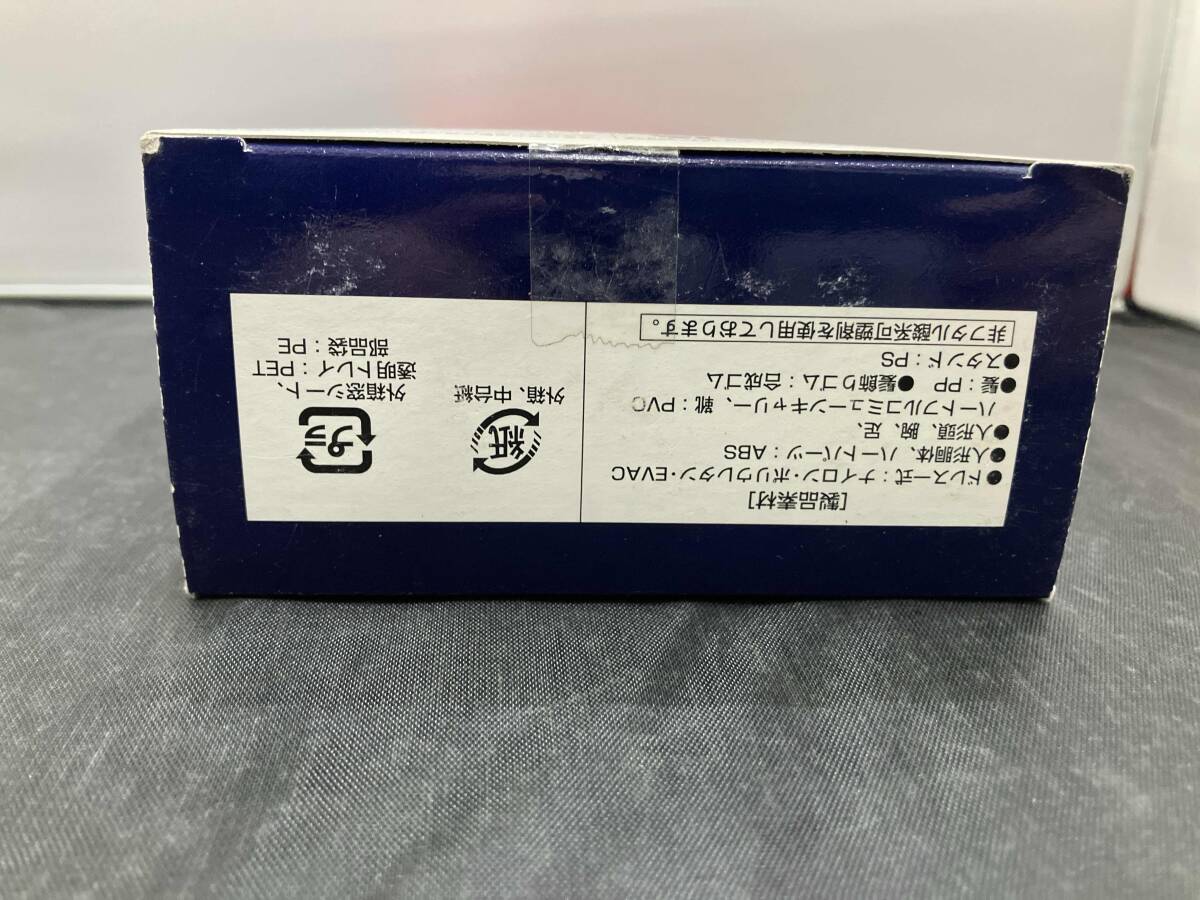 [製品素材]
●ドレス一式：ナイロン・ポリウレタン・EVAC
●人形胴体、ハートパーツ：ABS
●人形頭、腕、足、
ハートフルコミューンキャリー、靴：PVC
●髪：PP ●髪飾りゴム：合成ゴム
●スタンド：PS
非フタル酸系可塑剤を使用しております。
紙
外箱、中台紙
プラ
外箱窓シート、
透明トレイ：PET
部品袋：PE